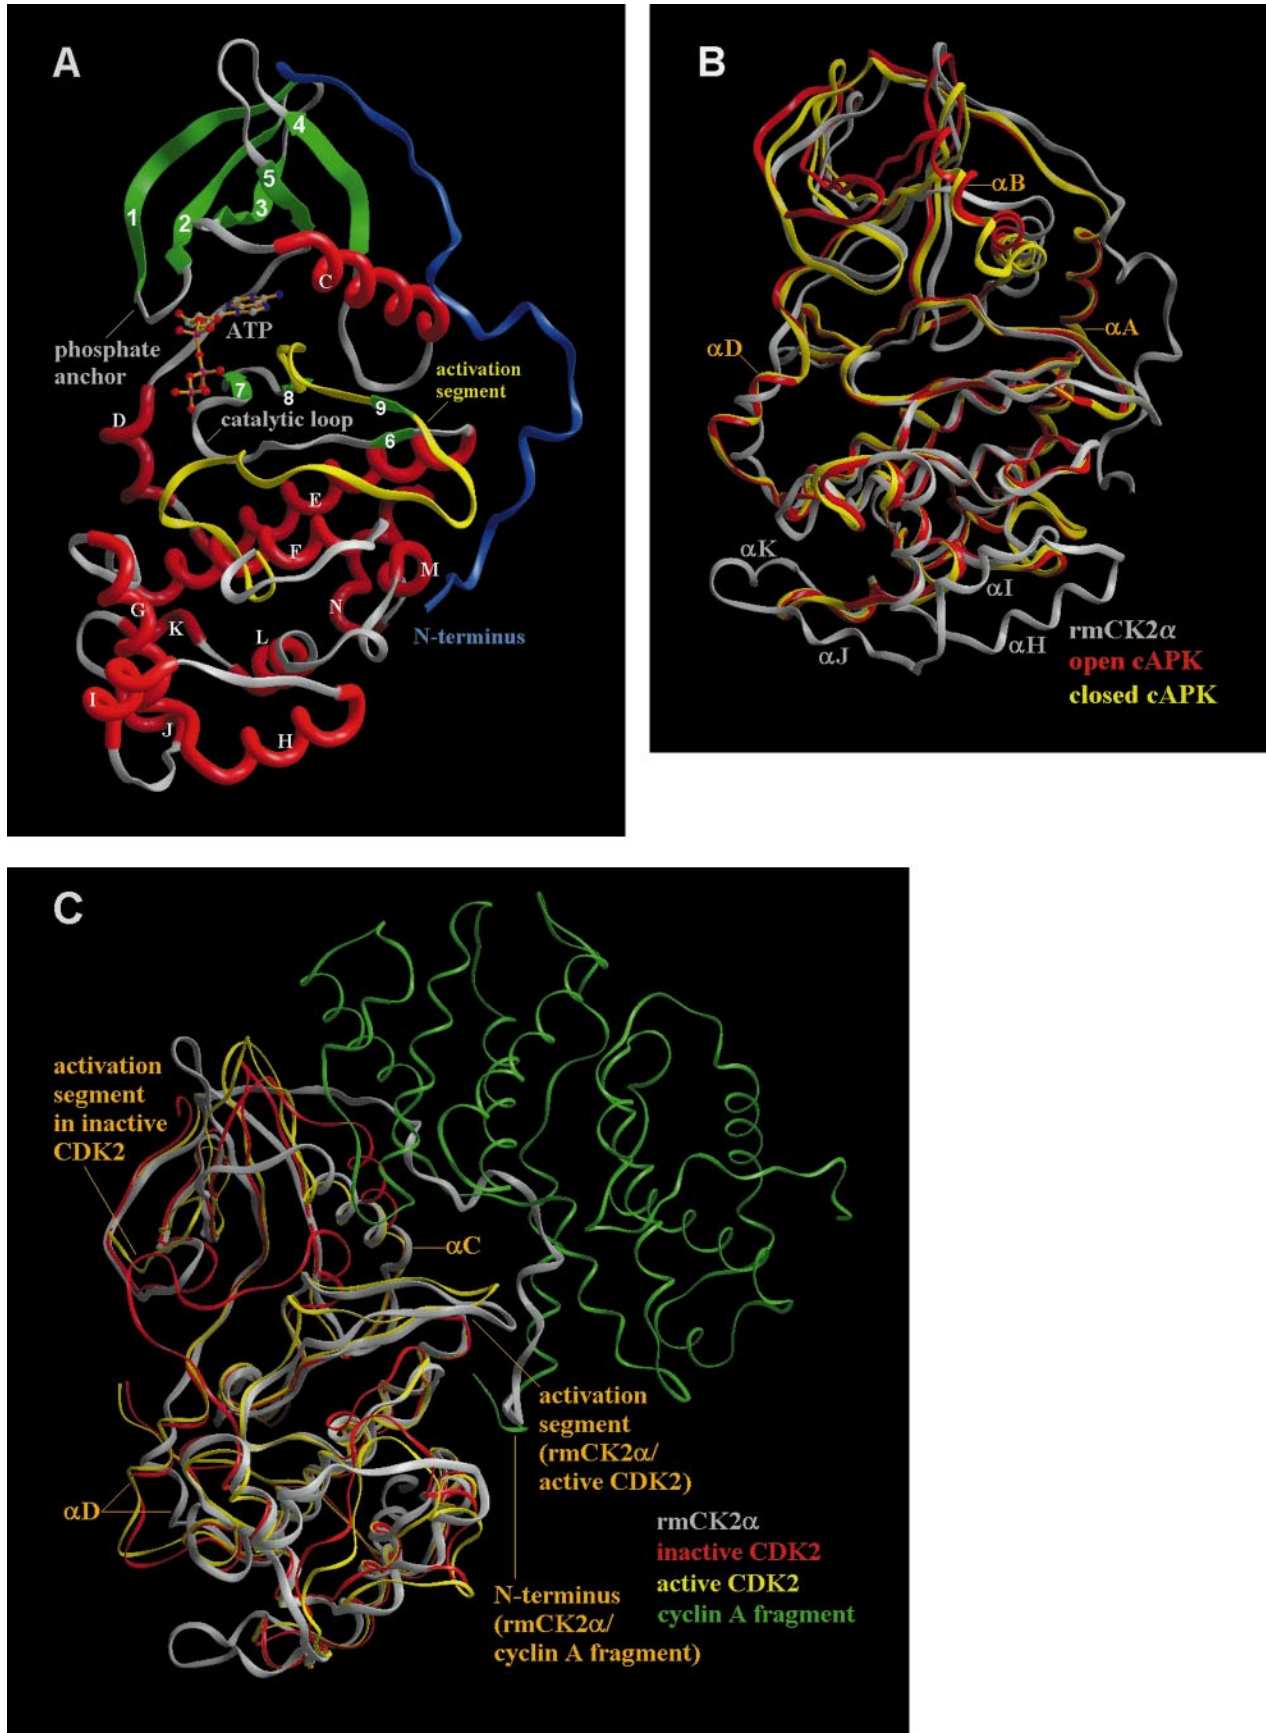 A
4
5
1
2
3
C
ATP
phosphate
anchor
activation
segment
7
8
9
D
catalytic loop
6
E
F
M
G
N
K
L
N-terminus
I
J
H
B
αB
αD
αA
αK
αI
αH
αJ
rmCK2α
open cAPK
closed cAPK
C
activation
segment
in inactive
CDK2
αC
activation
segment
(rmCK2α/
active CDK2)
αD
rmCK2α
inactive CDK2
active CDK2
cyclin A fragment
N-terminus
(rmCK2α/
cyclin A fragment)